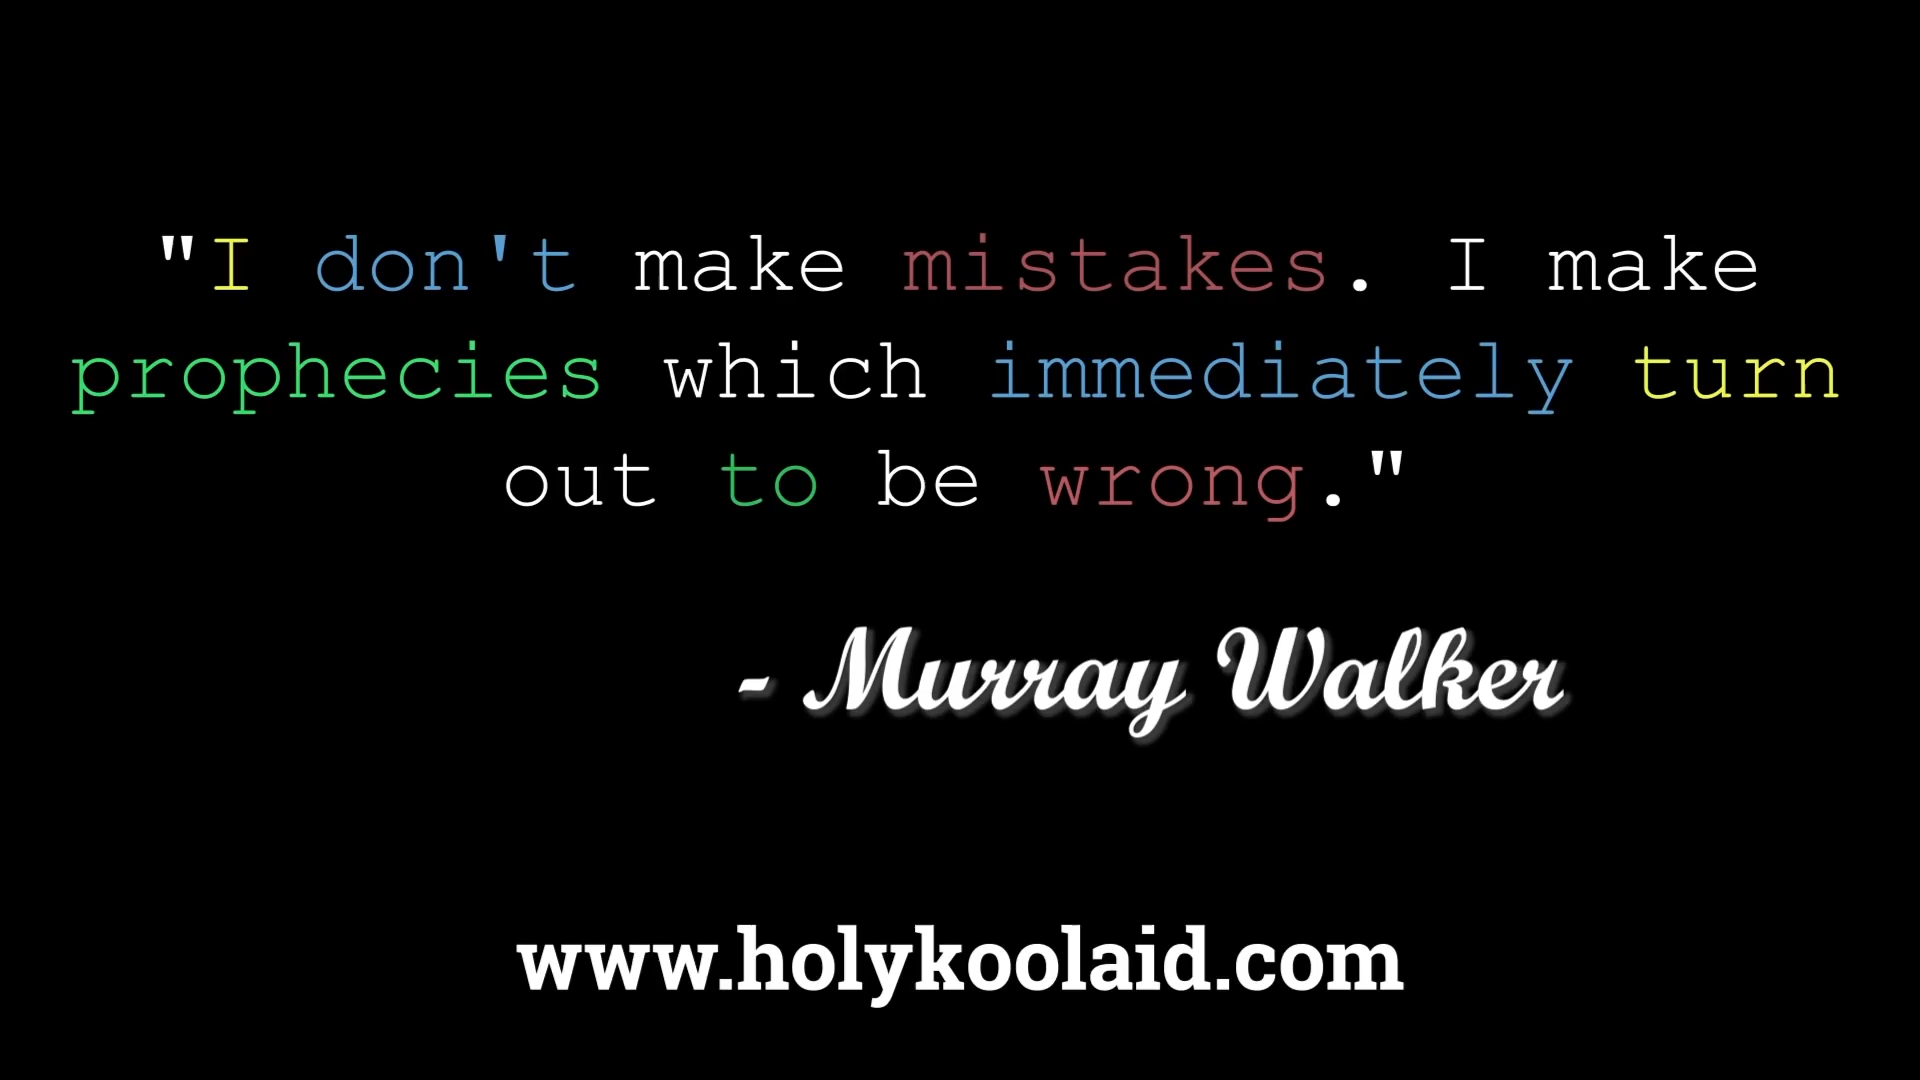 "I don't make mistakes. I make
prophecies which immediately turn
out to be wrong."
- Murray Walker
www.holykoolaid.com